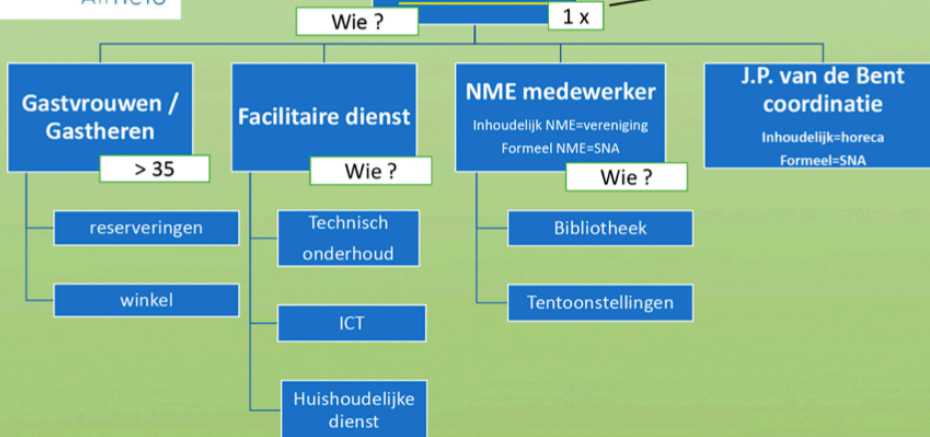 Wie ?
1 x
Gastvrouwen /
Gastheren
> 35
reserveringen
winkel
Facilitaire dienst
Wie ?
Technisch
onderhoud
ICT
Huishoudelijke
dienst
NME medewerker
Inhoudelijk NME=vereniging
Formeel NME=SNA
Wie ?
Bibliotheek
Tentoonstellingen
J.P. van de Bent
coordinatie
Inhoudelijk=horeca
Formeel=SNA